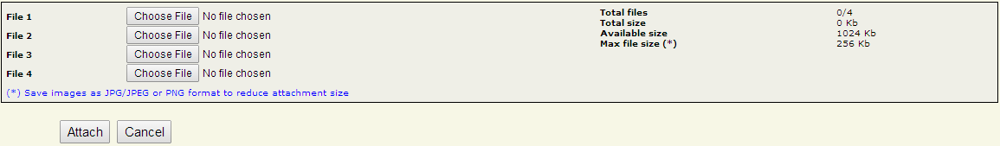 File 1 Choose File No file chosen Total files 0/4
Total size 0 Kb
File 2 Choose File No file chosen Available size 1024 Kb
Max file size (*) 256 Kb
File 3 Choose File No file chosen
File 4 Choose File No file chosen
(*) Save images as JPG/JPEG or PNG format to reduce attachment size
Attach Cancel